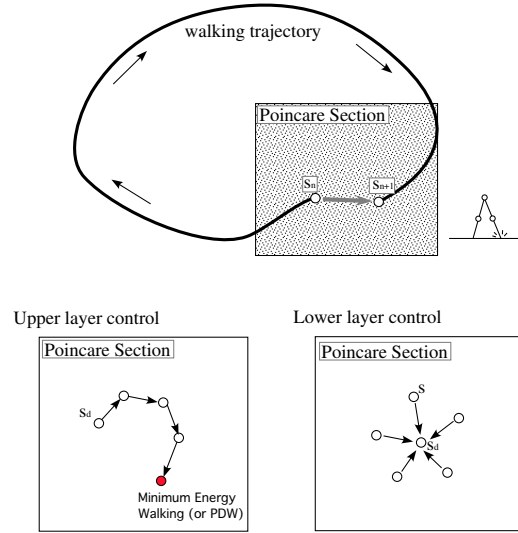 walking trajectory
Poincare Section
Sn
Sn+1
Upper layer control
Lower layer control
Poincare Section
Sd
Minimum Energy
Walking (or PDW)
Poincare Section
S
Sd